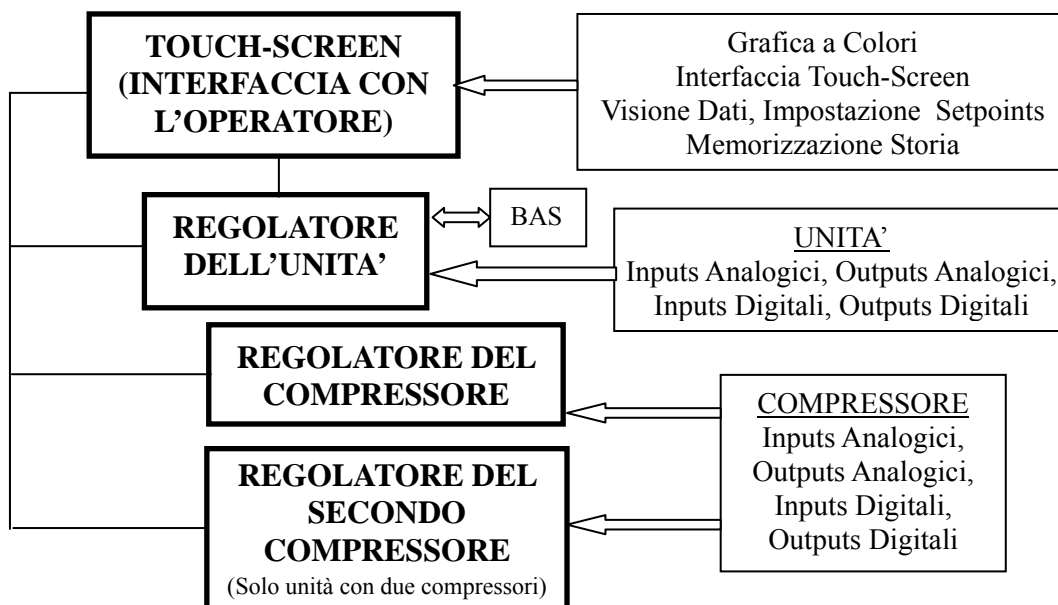 TOUCH-SCREEN
(INTERFACCIA CON
L’OPERATORE)
Grafica a Colori
Interfaccia Touch-Screen
Visione Dati, Impostazione Setpoints
Memorizzazione Storia
REGOLATORE
DELL’UNITA’
BAS
UNITA’
Inputs Analogici, Outputs Analogici,
Inputs Digitali, Outputs Digitali
REGOLATORE DEL
COMPRESSORE
COMPRESSORE
Inputs Analogici,
Outputs Analogici,
Inputs Digitali,
Outputs Digitali
REGOLATORE DEL
SECONDO
COMPRESSORE
(Solo unità con due compressori)